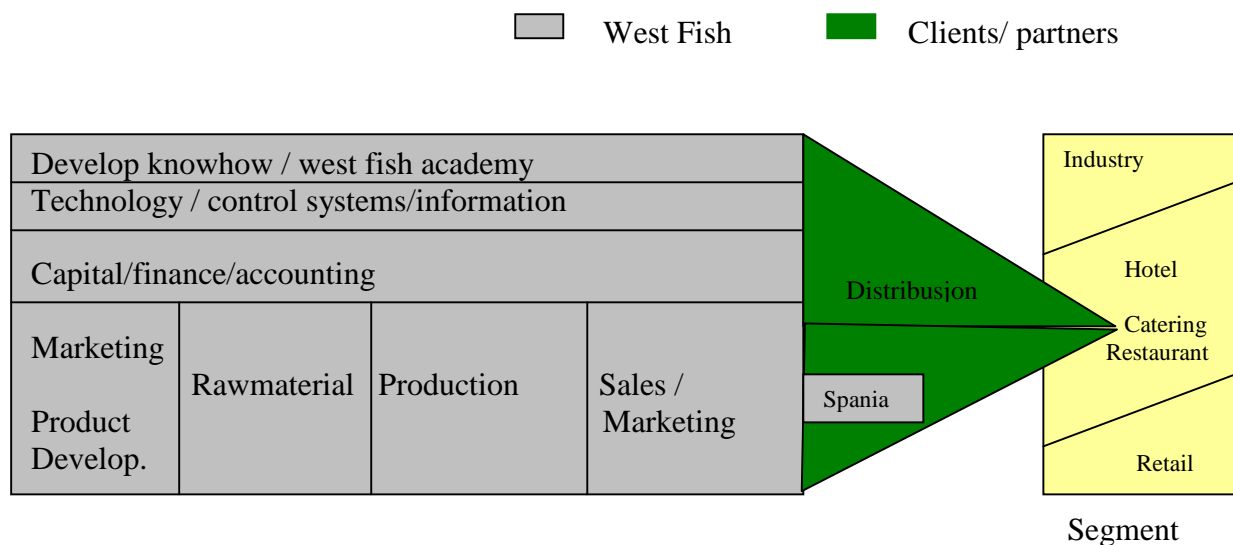 West Fish
Clients/ partners
Develop knowhow / west fish academy
Technology / control systems/information
Capital/finance/accounting
Marketing
Product
Develop.
Rawmaterial
Production
Sales /
Marketing
Distribusjon
Spania
Industry
Hotel
Catering
Restaurant
Retail
Segment